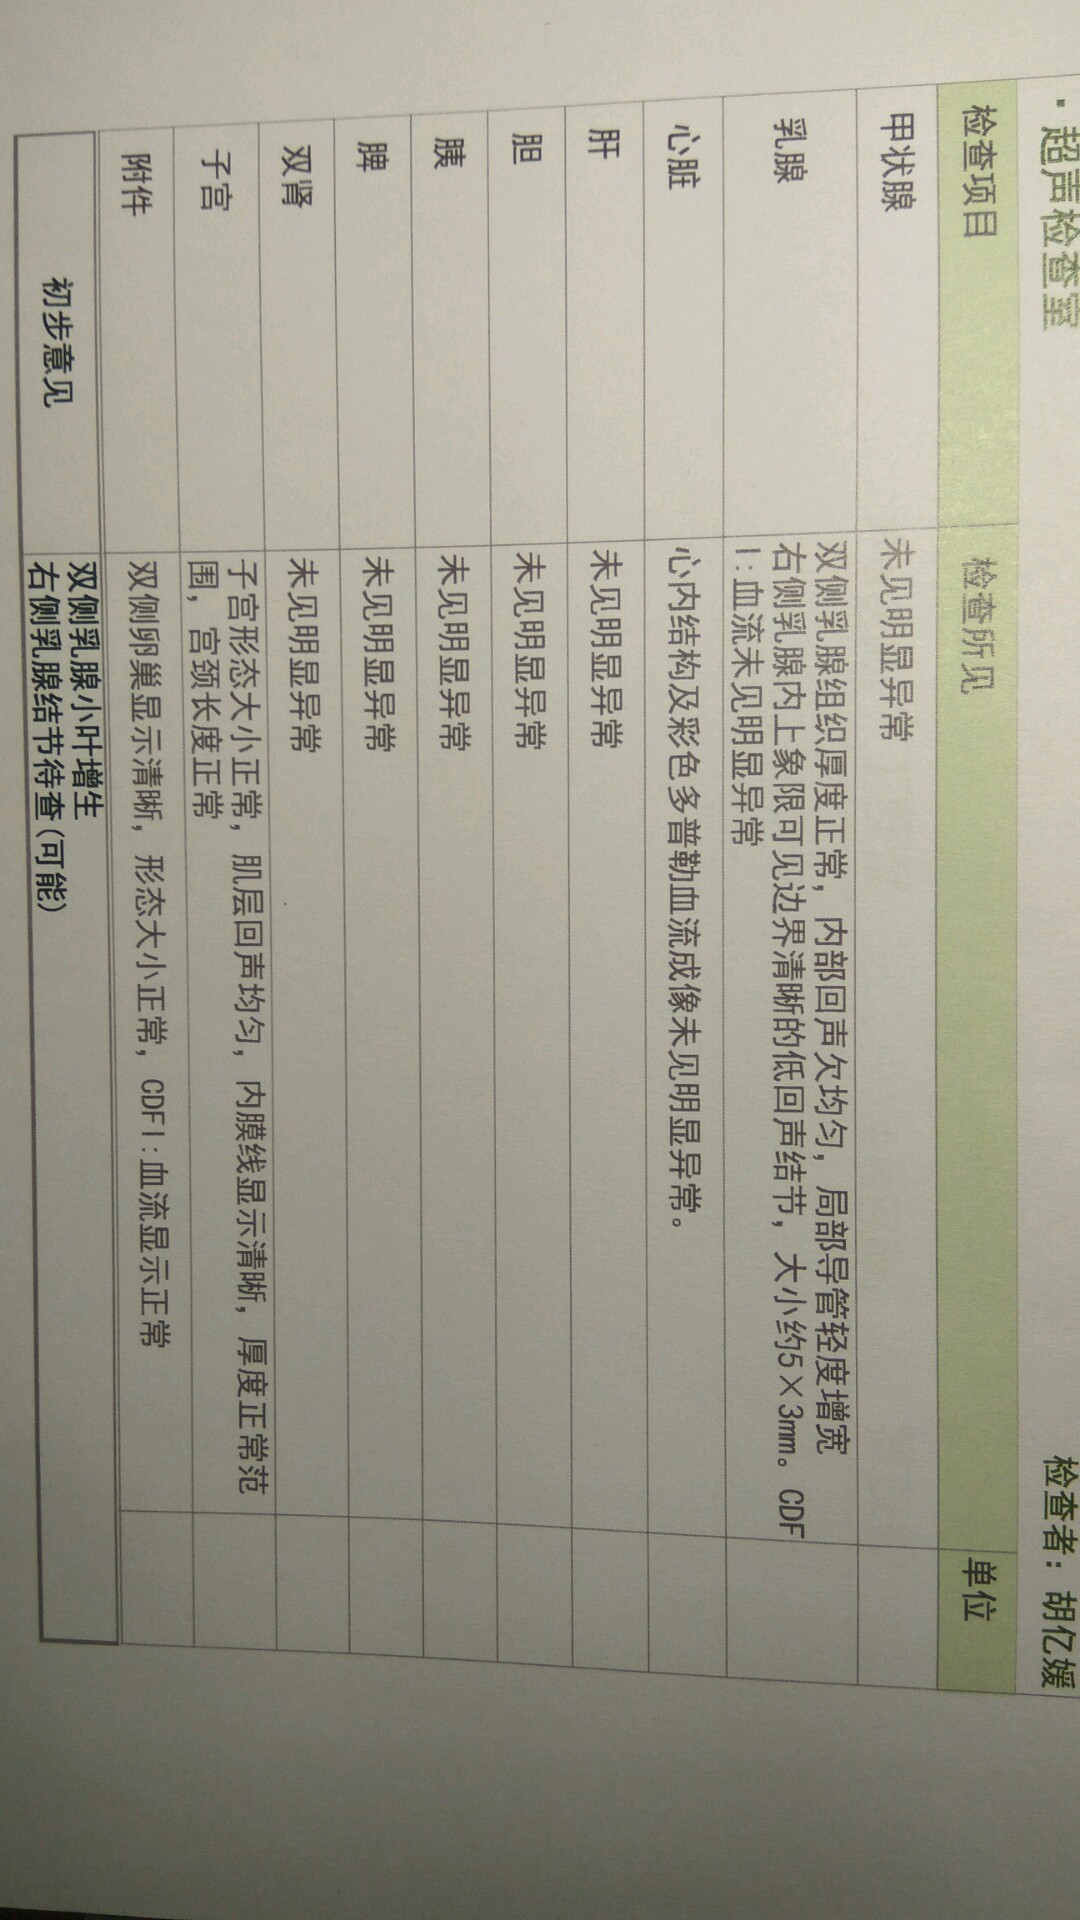 · 超声检查室 检查者：胡亿媛
检查项目 检查所见 单位
甲状腺 未见明显异常
乳腺 双侧乳腺组织厚度正常，内部回声欠均匀，局部导管轻度增宽
右侧乳腺内上象限可见边界清晰的低回声结节，大小约5×3mm。CDF
I:血流未见明显异常
心脏 心内结构及彩色多普勒血流成像未见明显异常。
肝 未见明显异常
胆 未见明显异常
胰 未见明显异常
脾 未见明显异常
双肾 未见明显异常
子宫 子宫形态大小正常，肌层回声均匀，内膜线显示清晰，厚度正常范
围，宫颈长度正常
附件 双侧卵巢显示清晰，形态大小正常，CDFI:血流显示正常
初步意见 双侧乳腺小叶增生
右侧乳腺结节待查(可能)